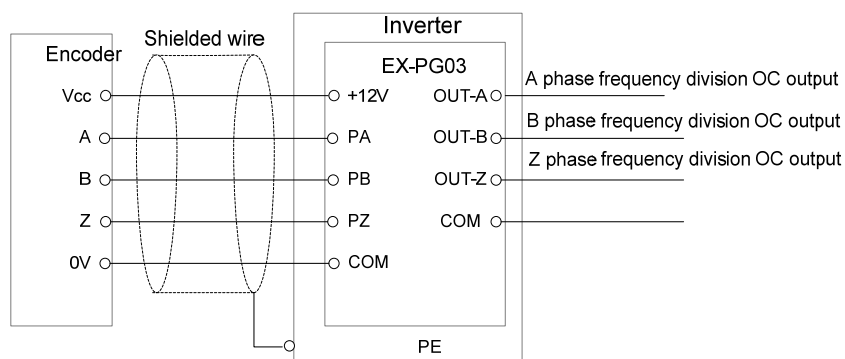 Inverter
Encoder
Shielded wire
EX-PG03
Vcc
+12V
OUT-A
A phase frequency division OC output
A
PA
OUT-B
B phase frequency division OC output
B
PB
OUT-Z
Z phase frequency division OC output
Z
PZ
COM
0V
COM
PE